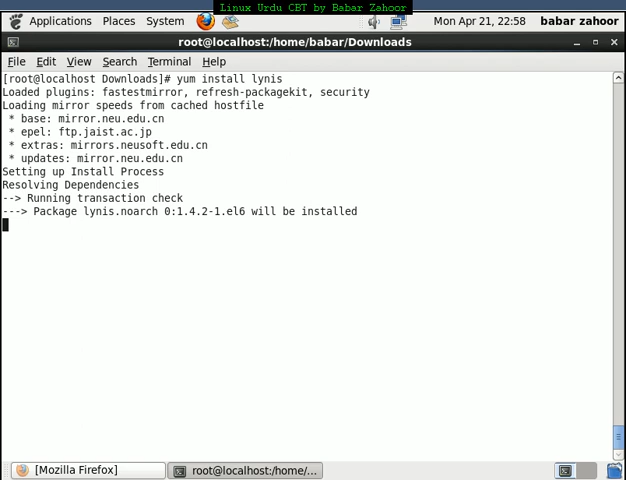 Linux Urdu CBT by Babar Zahoor
Applications Places System Mon Apr 21, 22:58 babar zahoor
root@localhost:/home/babar/Downloads
File Edit View Search Terminal Help
[root@localhost Downloads]# yum install lynis
Loaded plugins: fastestmirror, refresh-packagekit, security
Loading mirror speeds from cached hostfile
* base: mirror.neu.edu.cn
* epel: ftp.jaist.ac.jp
* extras: mirrors.neusoft.edu.cn
* updates: mirror.neu.edu.cn
Setting up Install Process
Resolving Dependencies
--> Running transaction check
---> Package lynis.noarch 0:1.4.2-1.el6 will be installed
[Mozilla Firefox] root@localhost:/home/...